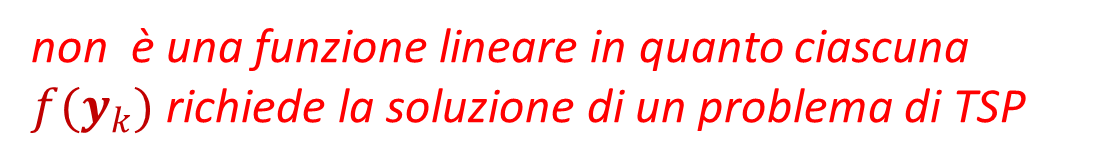 non è una funzione lineare in quanto ciascuna
f(y_k) richiede la soluzione di un problema di TSP